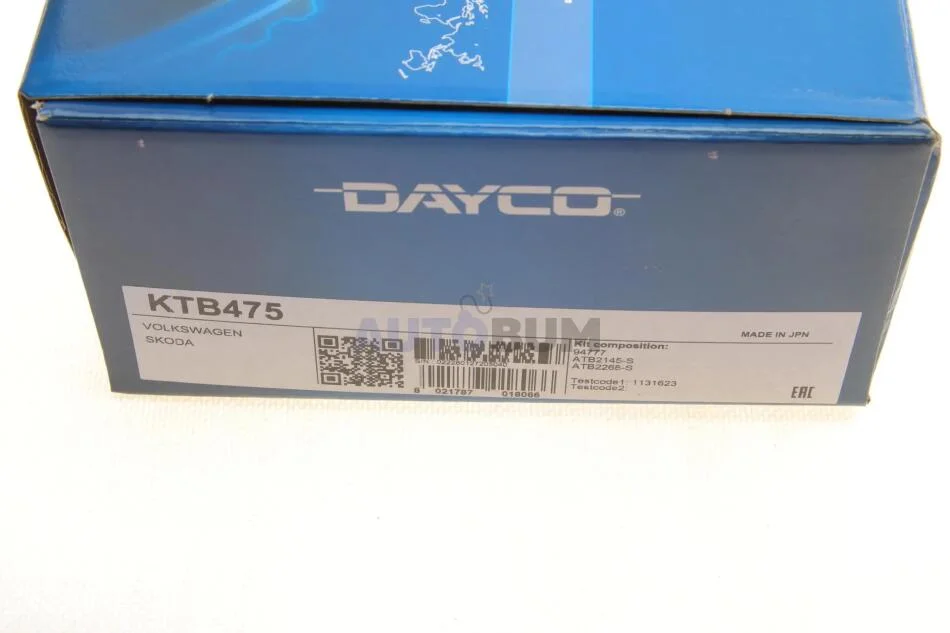 DAYCO®
KTB475
VOLKSWAGEN
SKODA
MADE IN JPN
AUTOBUM
Kit composition:
94777
ATB2145-S
ATB2268-S
Testcode1: 1131623
Testcode2:
8 021787 018066
EAC